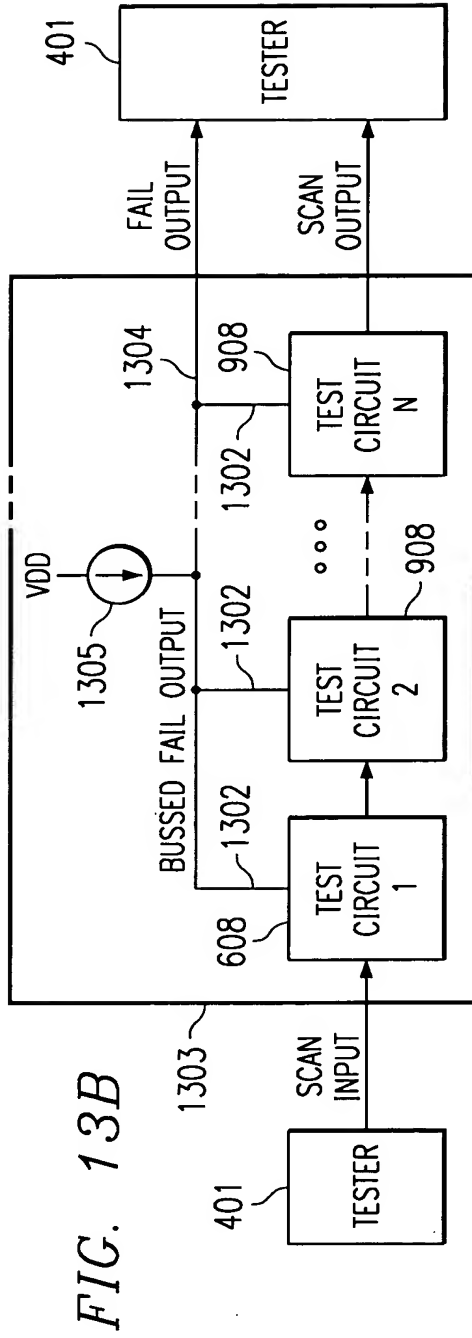 FIG. 13B
401
TESTER
SCAN
INPUT
1303
608
TEST
CIRCUIT
1
1302
BUSSED FAIL OUTPUT
1305
VDD
TEST
CIRCUIT
2
908
1302
TEST
CIRCUIT
N
908
1302
1304
FAIL
OUTPUT
SCAN
OUTPUT
TESTER
401